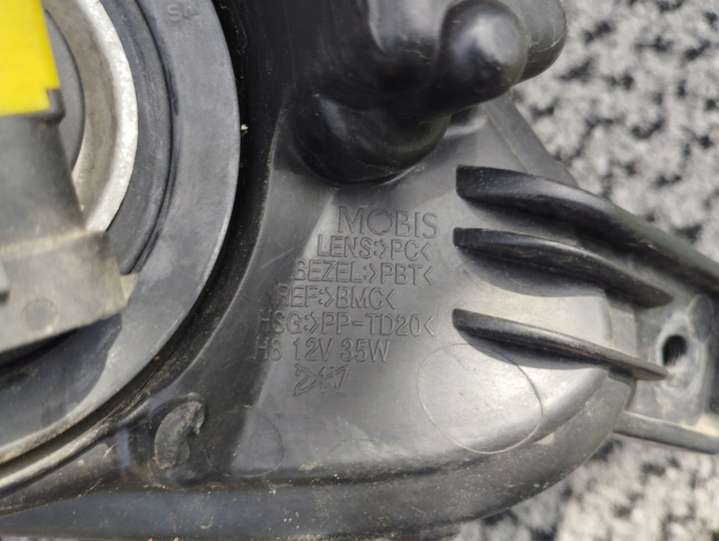 MOBIS
LENS>PC<
BEZEL>PBT<
REF>BMC<
HSG>PP-TD20<
H8 12V 35W